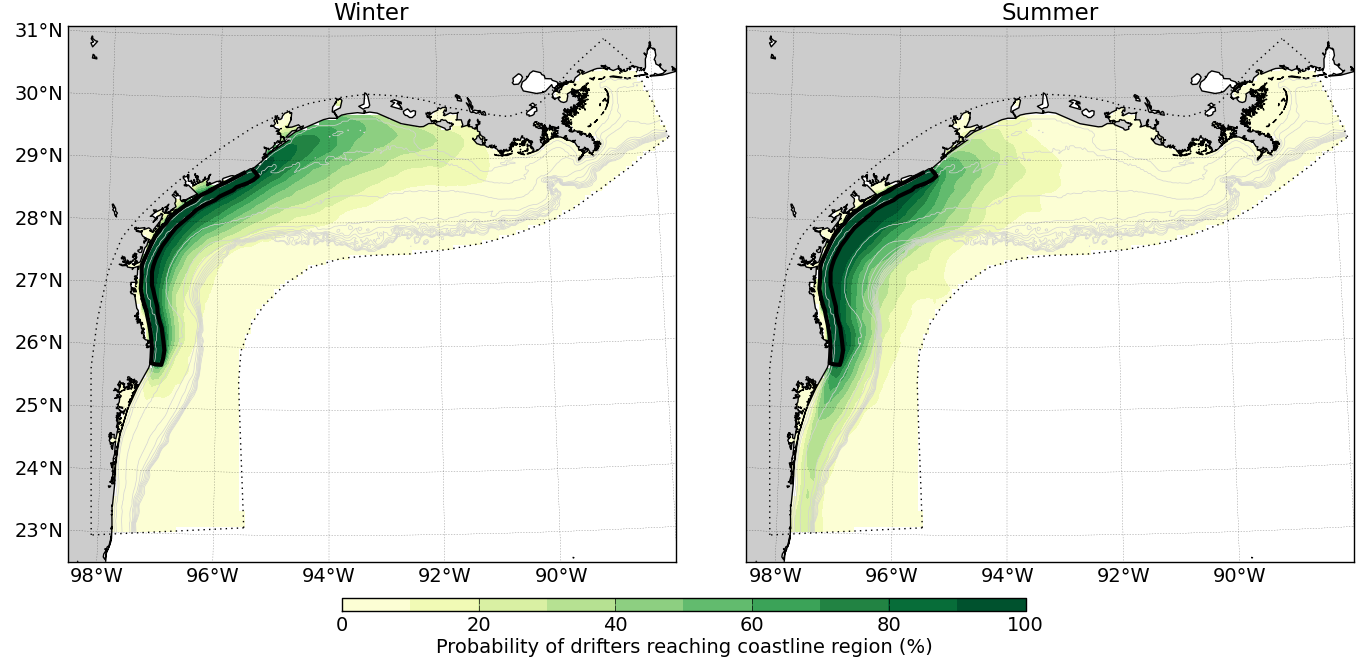 Winter
Summer
31°N
30°N
29°N
28°N
27°N
26°N
25°N
24°N
23°N
98°W 96°W 94°W 92°W 90°W
98°W 96°W 94°W 92°W 90°W
0 20 40 60 80 100
Probability of drifters reaching coastline region (%)